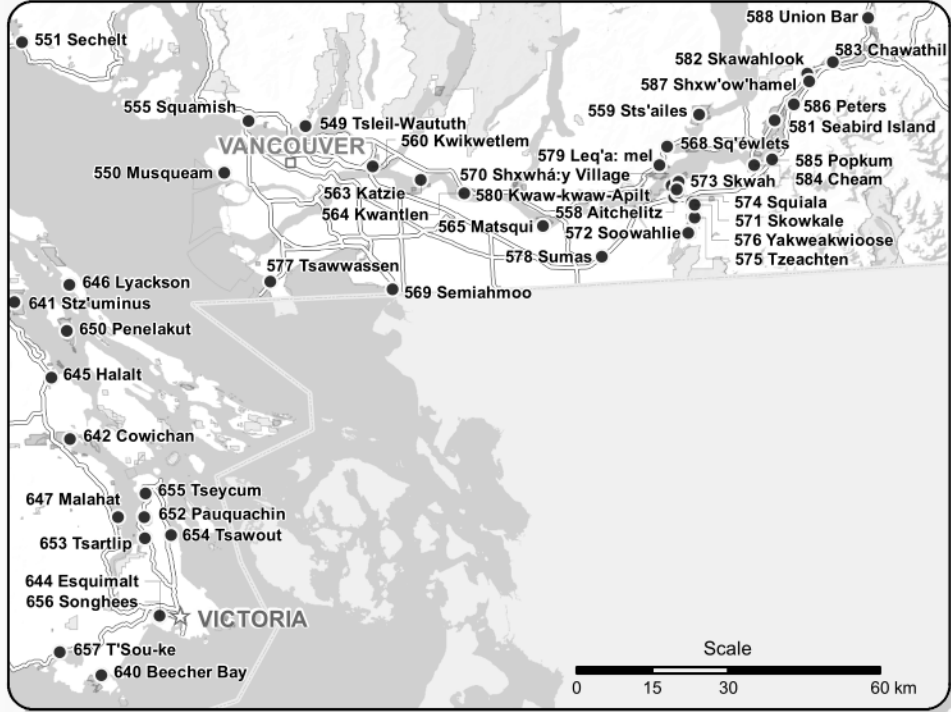 588 Union Bar
551 Sechelt
583 Chawathil
582 Skawahlook
587 Shxw'ow'hamel
555 Squamish
559 Sts'ailes
586 Peters
549 Tsleil-Waututh
581 Seabird Island
560 Kwikwetlem
VANCOUVER
568 Sq'éwlets
579 Leq'a: mel
585 Popkum
550 Musqueam
570 Shxwhá:y Village
584 Cheam
573 Skwah
563 Katzie
580 Kwaw-kwaw-Apilt
574 Squiala
564 Kwantlen
558 Aitchelitz
571 Skowkale
565 Matsqui
572 Soowahlie
576 Yakweakwioose
578 Sumas
575 Tzeachten
577 Tsawwassen
646 Lyackson
569 Semiahmoo
641 Stz'uminus
650 Penelakut
645 Halalt
642 Cowichan
655 Tseycum
647 Malahat
652 Pauquachin
654 Tsawout
653 Tsartlip
644 Esquimalt
656 Songhees
VICTORIA
657 T'Sou-ke
640 Beecher Bay
Scale
0 15 30 60 km